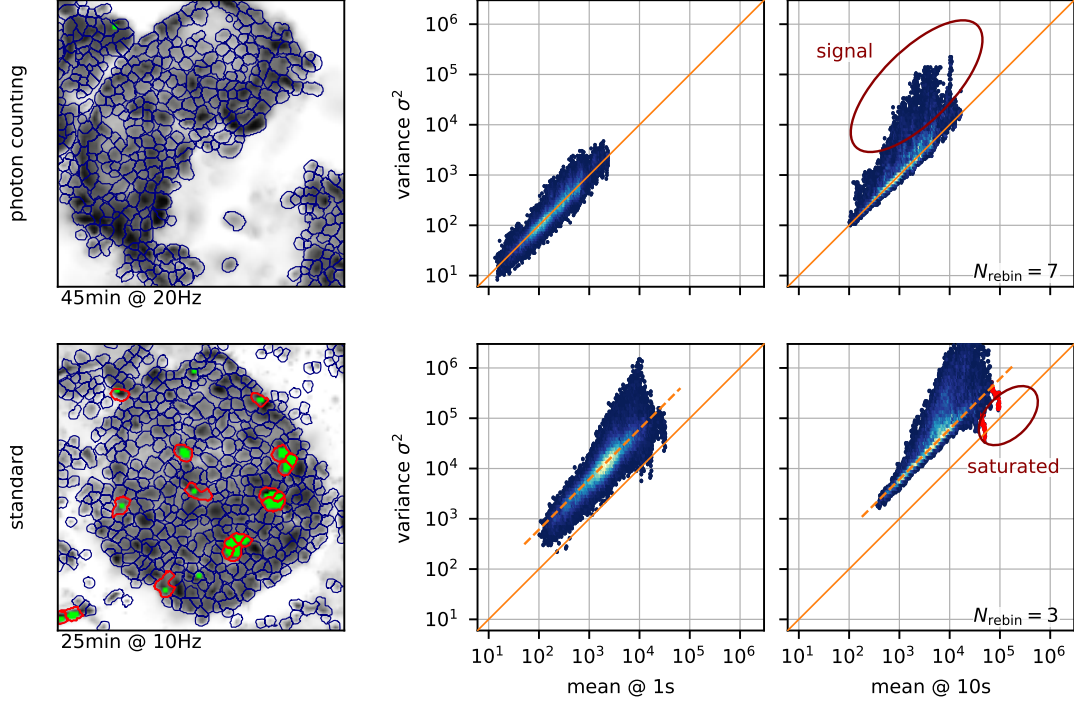 photon counting
45min @ 20Hz
variance σ²
10⁶
10⁵
10⁴
10³
10²
10¹
signal
N_rebin = 7
standard
25min @ 10Hz
variance σ²
10⁶
10⁵
10⁴
10³
10²
10¹
saturated
N_rebin = 3
10¹ 10² 10³ 10⁴ 10⁵ 10⁶
10¹ 10² 10³ 10⁴ 10⁵ 10⁶
mean @ 1s
mean @ 10s